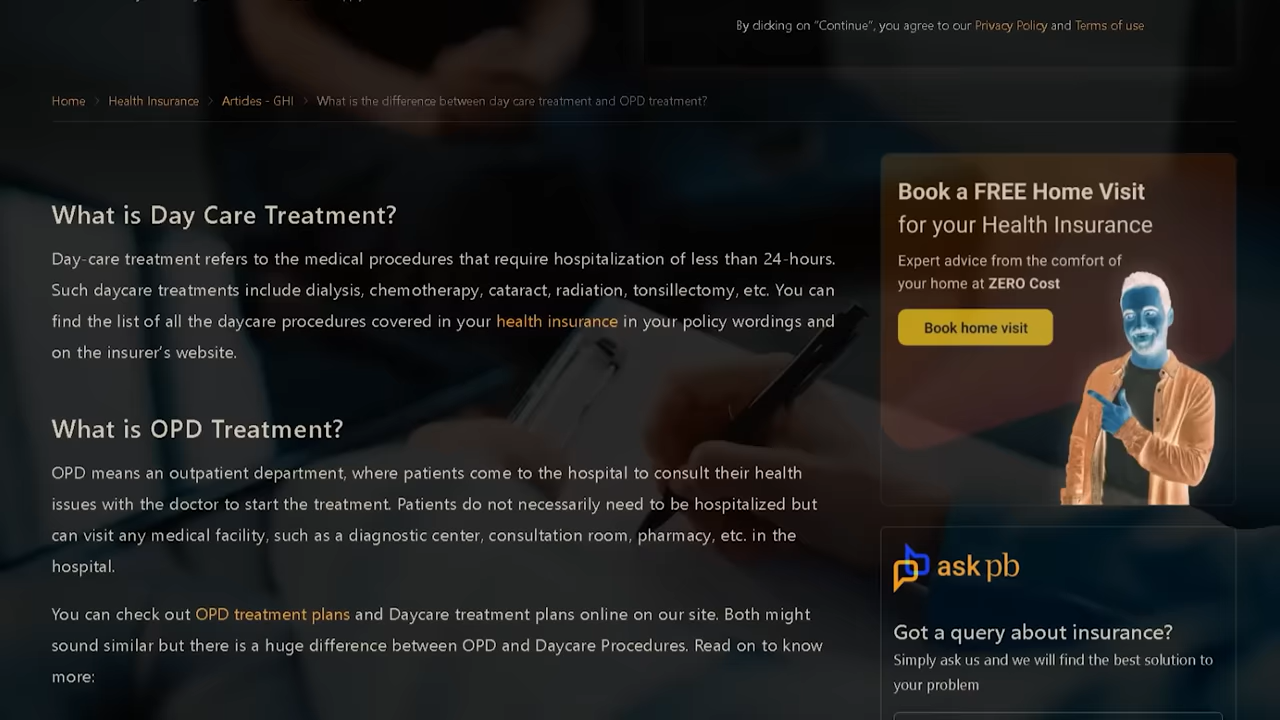 By clicking on “Continue”, you agree to our Privacy Policy and Terms of use
Home > Health Insurance > Articles - GHI > What is the difference between day care treatment and OPD treatment?
What is Day Care Treatment?
Day-care treatment refers to the medical procedures that require hospitalization of less than 24-hours.
Such daycare treatments include dialysis, chemotherapy, cataract, radiation, tonsillectomy, etc. You can
find the list of all the daycare procedures covered in your health insurance in your policy wordings and
on the insurer’s website.
What is OPD Treatment?
OPD means an outpatient department, where patients come to the hospital to consult their health
issues with the doctor to start the treatment. Patients do not necessarily need to be hospitalized but
can visit any medical facility, such as a diagnostic center, consultation room, pharmacy, etc. in the
hospital.
You can check out OPD treatment plans and Daycare treatment plans online on our site. Both might
sound similar but there is a huge difference between OPD and Daycare Procedures. Read on to know
more:
Book a FREE Home Visit
for your Health Insurance
Expert advice from the comfort of
your home at ZERO Cost
Book home visit
ask pb
Got a query about insurance?
Simply ask us and we will find the best solution to
your problem